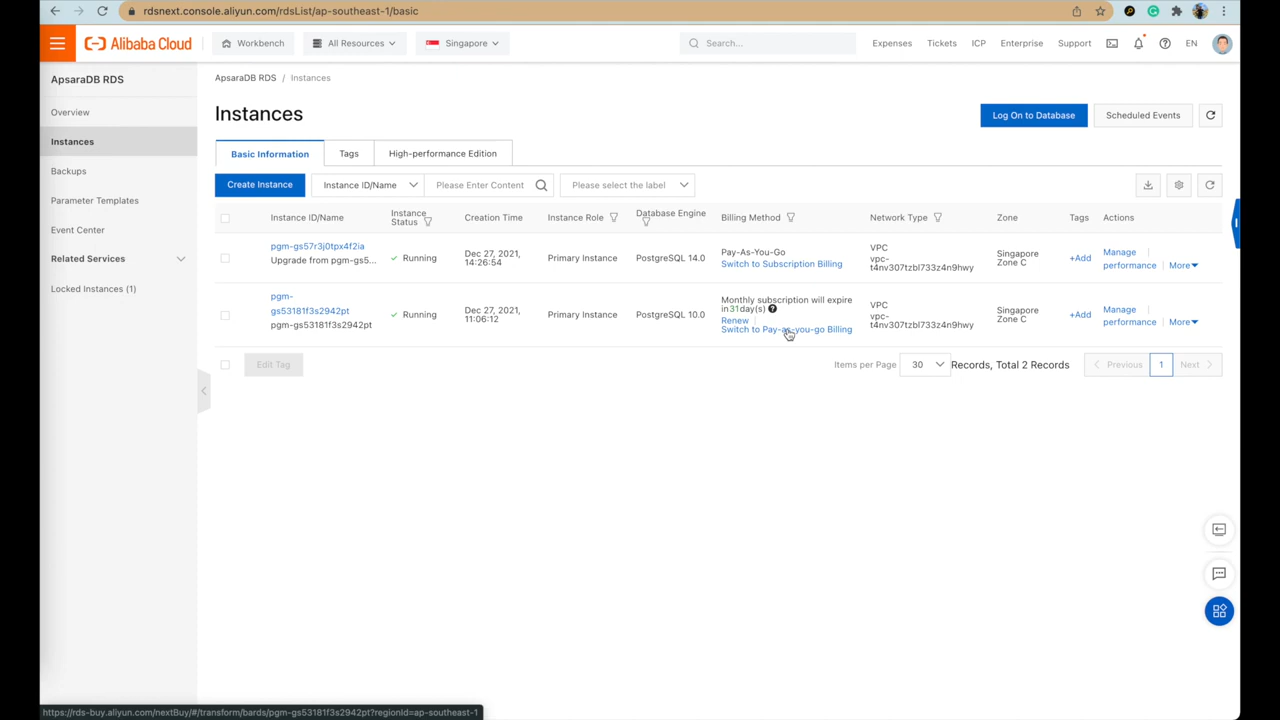 rdsnext.console.aliyun.com/rdsList/ap-southeast-1/basic
Alibaba Cloud
Workbench
All Resources
Singapore
Search...
Expenses
Tickets
ICP
Enterprise
Support
EN
ApsaraDB RDS
Overview
Instances
Backups
Parameter Templates
Event Center
Related Services
Locked Instances (1)
ApsaraDB RDS / Instances
Instances
Log On to Database
Scheduled Events
Basic Information
Tags
High-performance Edition
Create Instance
Instance ID/Name
Please Enter Content
Please select the label
Instance ID/Name
Instance
Status
Creation Time
Instance Role
Database Engine
Billing Method
Network Type
Zone
Tags
Actions
pgm-gs57r3j0tpx4f2ia
Upgrade from pgm-gs5...
Running
Dec 27, 2021,
14:26:54
Primary Instance
PostgreSQL 14.0
Pay-As-You-Go
Switch to Subscription Billing
VPC
vpc-
t4nv307tzbl733z4n9hwy
Singapore
Zone C
+Add
Manage
performance
More
pgm-
gs53181f3s2942pt
pgm-gs53181f3s2942pt
Running
Dec 27, 2021,
11:06:12
Primary Instance
PostgreSQL 10.0
Monthly subscription will expire
in31day(s)
Renew
Switch to Pay-as-you-go Billing
VPC
vpc-
t4nv307tzbl733z4n9hwy
Singapore
Zone C
+Add
Manage
performance
More
Edit Tag
Items per Page
30
Records, Total 2 Records
Previous
1
Next
https://rds-buy.aliyun.com/nextBuy/#/transform/bards/pgm-gs53181f3s2942pt?regionId=ap-southeast-1